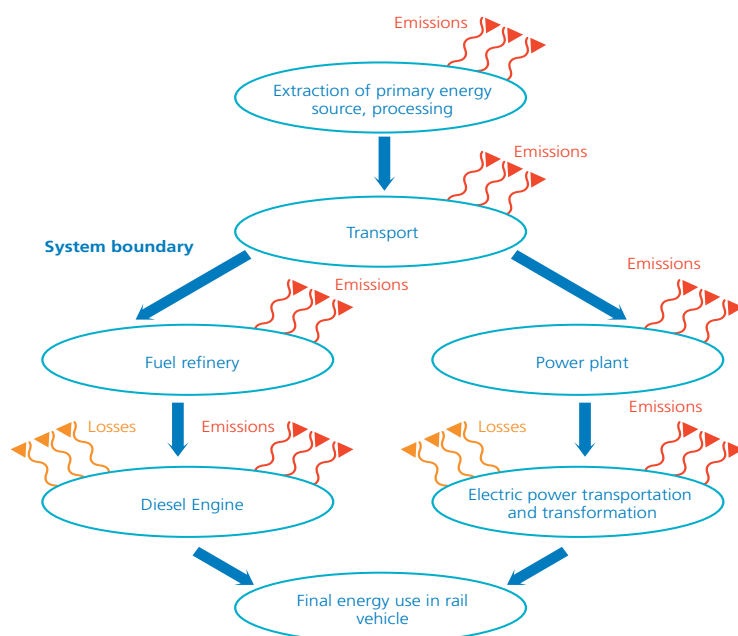 Emissions
Extraction of primary energy
source, processing
Emissions
Transport
System boundary
Emissions
Emissions
Fuel refinery
Power plant
Losses
Emissions
Losses
Emissions
Diesel Engine
Electric power transportation
and transformation
Final energy use in rail
vehicle